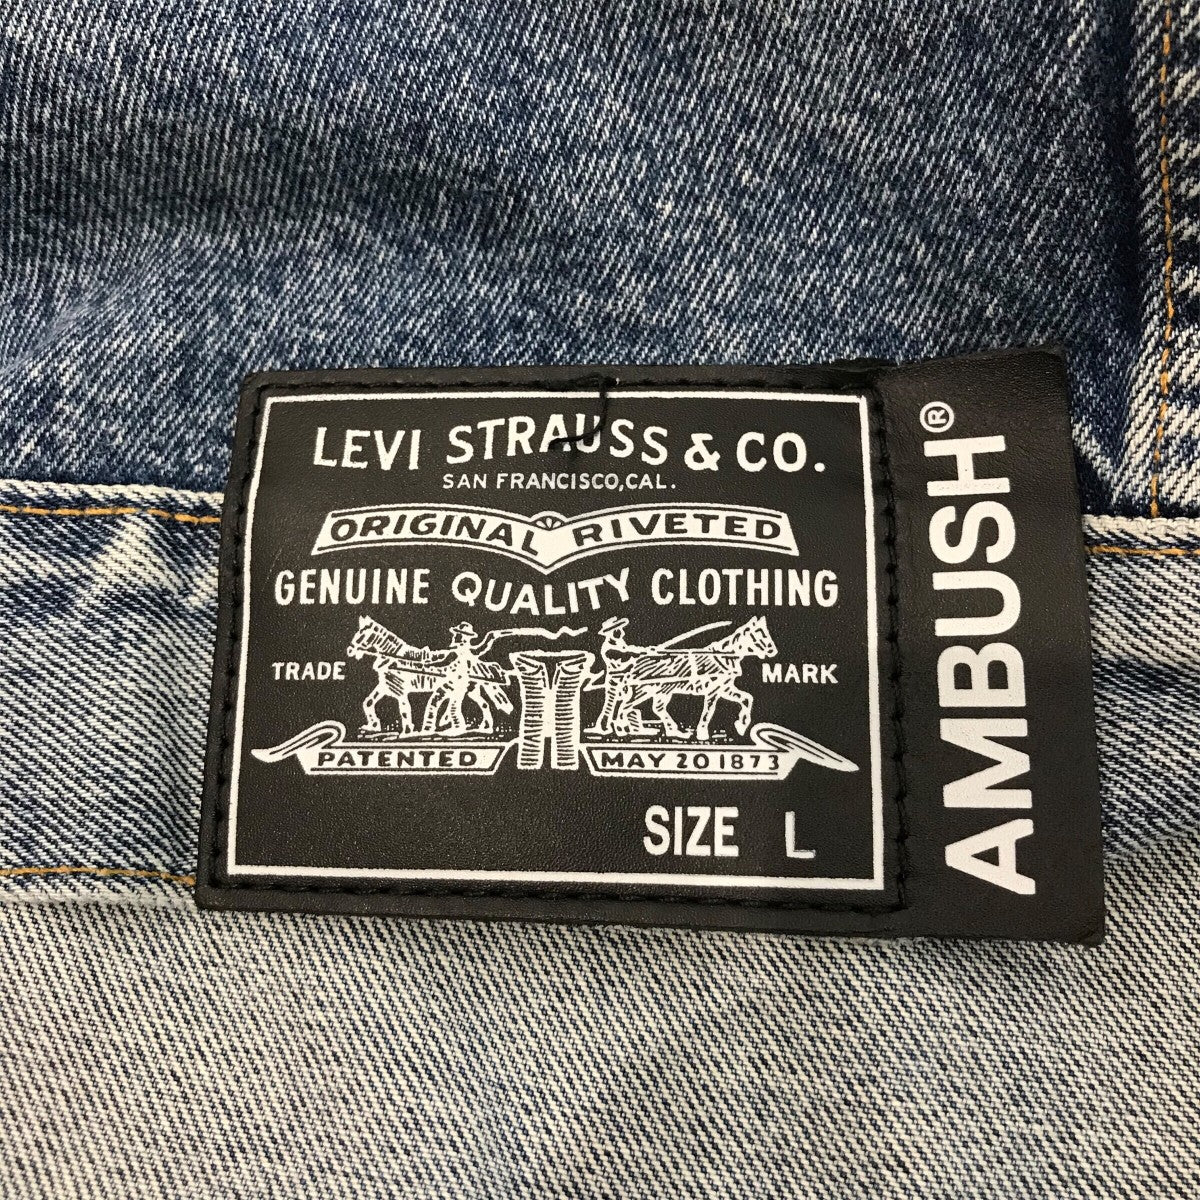 LEVI STRAUSS & CO.
SAN FRANCISCO, CAL.
ORIGINAL RIVETED
GENUINE QUALITY CLOTHING
TRADE MARK
PATENTED MAY 20 1873
SIZE L
AMBUSH®